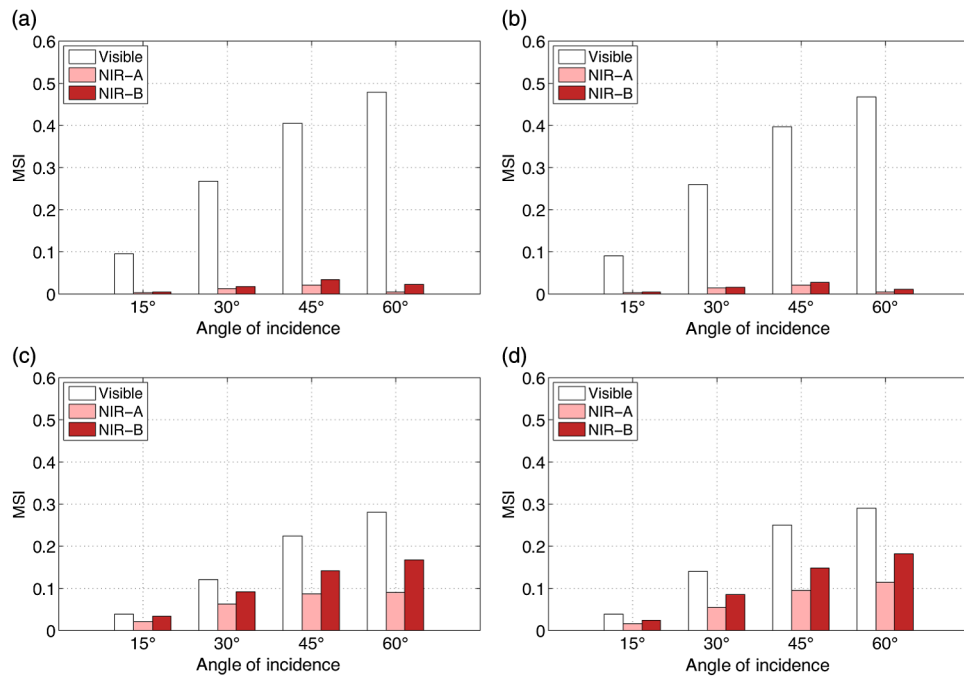 (a)
0.6
0.5
0.4
0.3
0.2
0.1
0
MSI
Visible
NIR−A
NIR−B
15° 30° 45° 60°
Angle of incidence
(b)
0.6
0.5
0.4
0.3
0.2
0.1
0
MSI
Visible
NIR−A
NIR−B
15° 30° 45° 60°
Angle of incidence
(c)
0.6
0.5
0.4
0.3
0.2
0.1
0
MSI
Visible
NIR−A
NIR−B
15° 30° 45° 60°
Angle of incidence
(d)
0.6
0.5
0.4
0.3
0.2
0.1
0
MSI
Visible
NIR−A
NIR−B
15° 30° 45° 60°
Angle of incidence